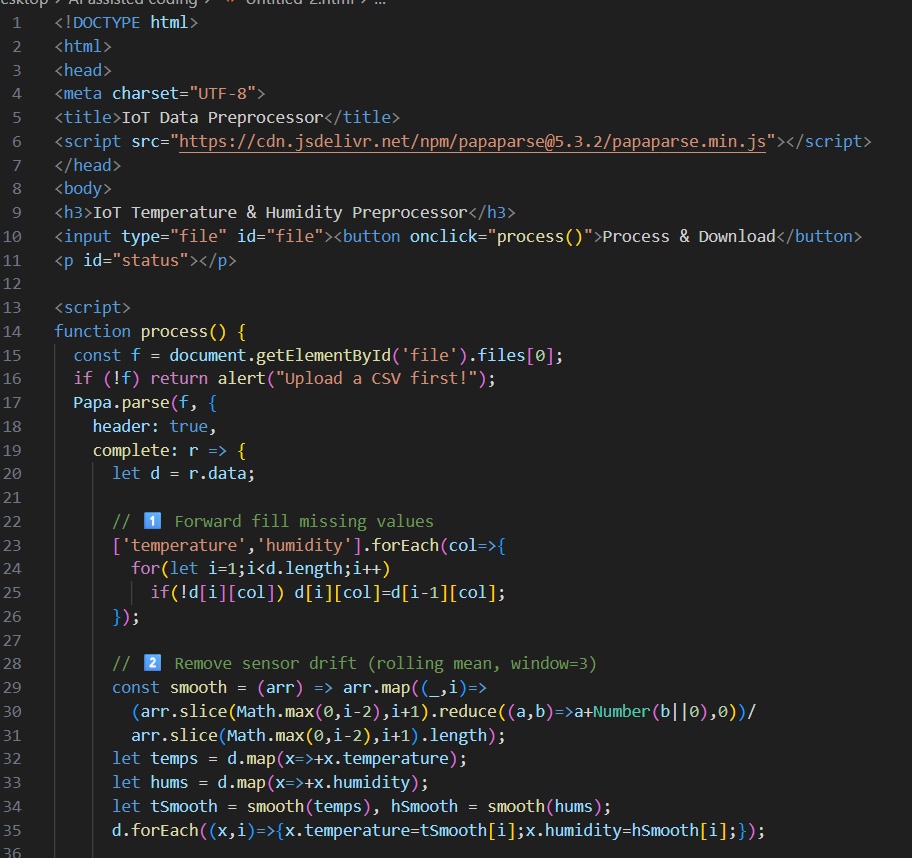 esktop > AI assisted coding > Untitled-2.html > ...
1 <!DOCTYPE html>
2 <html>
3 <head>
4 <meta charset="UTF-8">
5 <title>IoT Data Preprocessor</title>
6 <script src="https://cdn.jsdelivr.net/npm/papaparse@5.3.2/papaparse.min.js"></script>
7 </head>
8 <body>
9 <h3>IoT Temperature & Humidity Preprocessor</h3>
10 <input type="file" id="file"><button onclick="process()">Process & Download</button>
11 <p id="status"></p>
12
13 <script>
14 function process() {
15 const f = document.getElementById('file').files[0];
16 if (!f) return alert("Upload a CSV first!");
17 Papa.parse(f, {
18 header: true,
19 complete: r => {
20 let d = r.data;
21
22 // 1️⃣ Forward fill missing values
23 ['temperature','humidity'].forEach(col=>{
24 for(let i=1;i<d.length;i++)
25 if(!d[i][col]) d[i][col]=d[i-1][col];
26 });
27
28 // 2️⃣ Remove sensor drift (rolling mean, window=3)
29 const smooth = (arr) => arr.map((_,i)=>
30 (arr.slice(Math.max(0,i-2),i+1).reduce((a,b)=>a+Number(b||0),0))/
31 arr.slice(Math.max(0,i-2),i+1).length);
32 let temps = d.map(x=>+x.temperature);
33 let hums = d.map(x=>+x.humidity);
34 let tSmooth = smooth(temps), hSmooth = smooth(hums);
35 d.forEach((x,i)=>{x.temperature=tSmooth[i];x.humidity=hSmooth[i];});
36